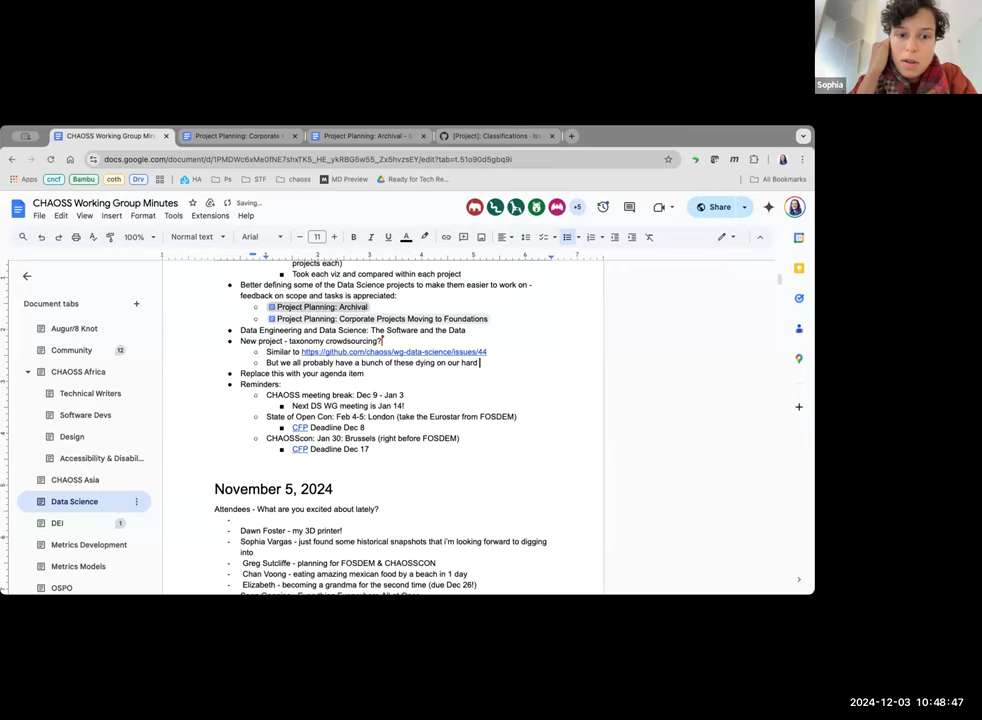 Sophia
CHAOSS Working Group Minu
Project Planning: Corporate
Project Planning: Archival -
[Project]: Classifications · Iss
docs.google.com/document/d/1PMDWc6xMe0fNE7shxTK5_HE_ykRBG5w55_Zx5hvzsEY/edit?tab=t.51o90d5gbq9i
Apps
cncf
Bambu
coth
Drv
HA
Ps
STF
chaoss
MD Preview
Ready for Tech Re...
All Bookmarks
CHAOSS Working Group Minutes
Saving...
File Edit View Insert Format Tools Extensions Help
+5
Share
100%
Normal text
Arial
11
1 1 2 3 4 5 6 7
projects each)
Took each viz and compared within each project
Better defining some of the Data Science projects to make them easier to work on -
feedback on scope and tasks is appreciated:
Project Planning: Archival
Project Planning: Corporate Projects Moving to Foundations
Data Engineering and Data Science: The Software and the Data
New project - taxonomy crowdsourcing?
Similar to https://github.com/chaoss/wg-data-science/issues/44
But we all probably have a bunch of these dying on our hard
Replace this with your agenda item
Reminders:
CHAOSS meeting break: Dec 9 - Jan 3
Next DS WG meeting is Jan 14!
State of Open Con: Feb 4-5: London (take the Eurostar from FOSDEM)
CFP Deadline Dec 8
CHAOSScon: Jan 30: Brussels (right before FOSDEM)
CFP Deadline Dec 17
November 5, 2024
Attendees - What are you excited about lately?
-
- Dawn Foster - my 3D printer!
- Sophia Vargas - just found some historical snapshots that i'm looking forward to digging
into
- Greg Sutcliffe - planning for FOSDEM & CHAOSSCON
- Chan Voong - eating amazing mexican food by a beach in 1 day
- Elizabeth - becoming a grandma for the second time (due Dec 26!)
Document tabs
Augur/8 Knot
Community 12
CHAOSS Africa
Technical Writers
Software Devs
Design
Accessibility & Disabil...
CHAOSS Asia
Data Science
DEI 1
Metrics Development
Metrics Models
OSPO
2024-12-03 10:48:47